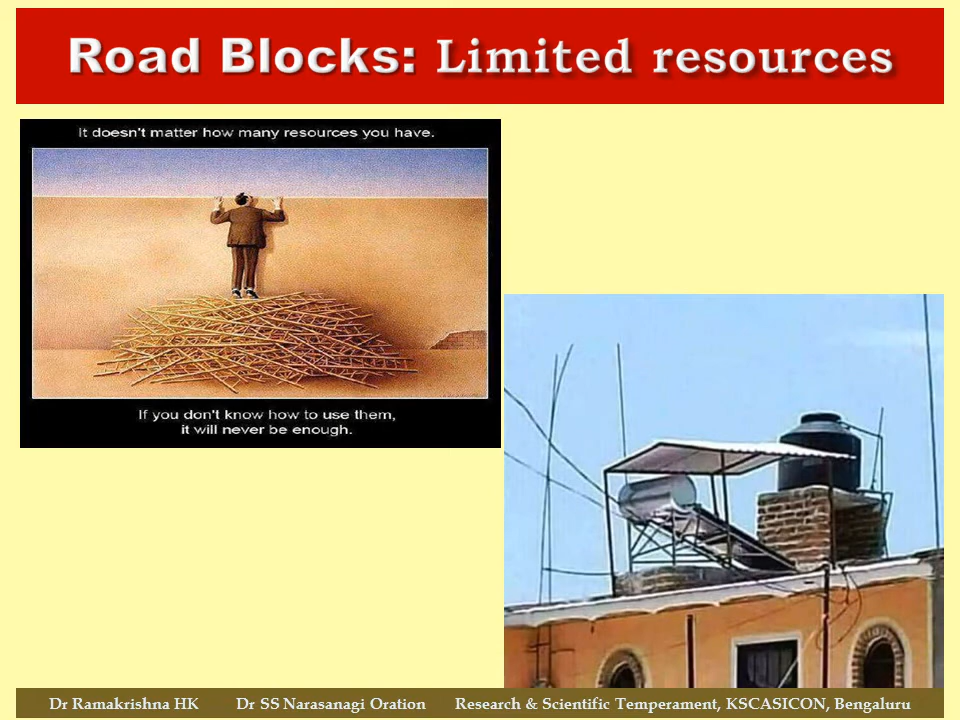 Road Blocks: Limited resources
It doesn't matter how many resources you have.
If you don't know how to use them,
it will never be enough.
Dr Ramakrishna HK Dr SS Narasanagi Oration Research & Scientific Temperament, KSCASICON, Bengaluru